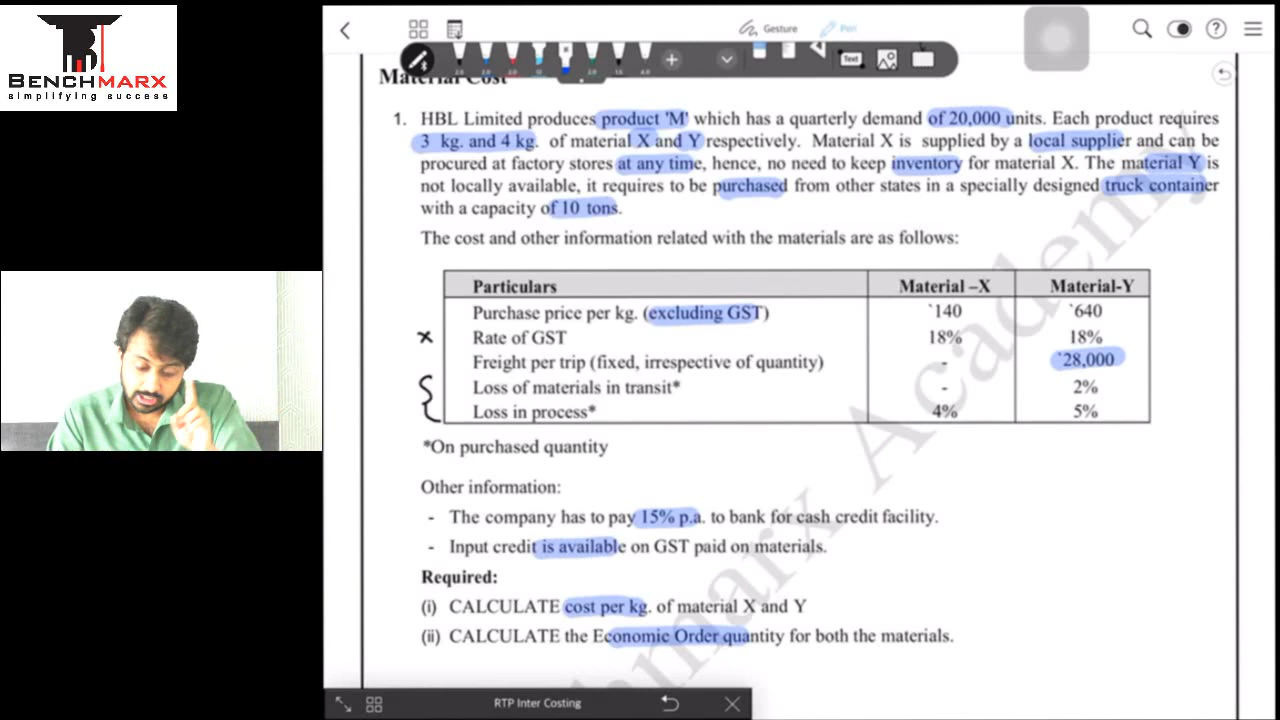 BENCHMARX
simplifying success
Gesture
Pen
Text
Material Cost
1. HBL Limited produces product 'M' which has a quarterly demand of 20,000 units. Each product requires
3 kg. and 4 kg. of material X and Y respectively. Material X is supplied by a local supplier and can be
procured at factory stores at any time, hence, no need to keep inventory for material X. The material Y is
not locally available, it requires to be purchased from other states in a specially designed truck container
with a capacity of 10 tons.
The cost and other information related with the materials are as follows:
Particulars Material –X Material-Y
Purchase price per kg. (excluding GST) `140 `640
Rate of GST 18% 18%
Freight per trip (fixed, irrespective of quantity) - `28,000
Loss of materials in transit* - 2%
Loss in process* 4% 5%
*On purchased quantity
Other information:
- The company has to pay 15% p.a. to bank for cash credit facility.
- Input credit is available on GST paid on materials.
Required:
(i) CALCULATE cost per kg. of material X and Y
(ii) CALCULATE the Economic Order quantity for both the materials.
RTP Inter Costing
hmarx Academy